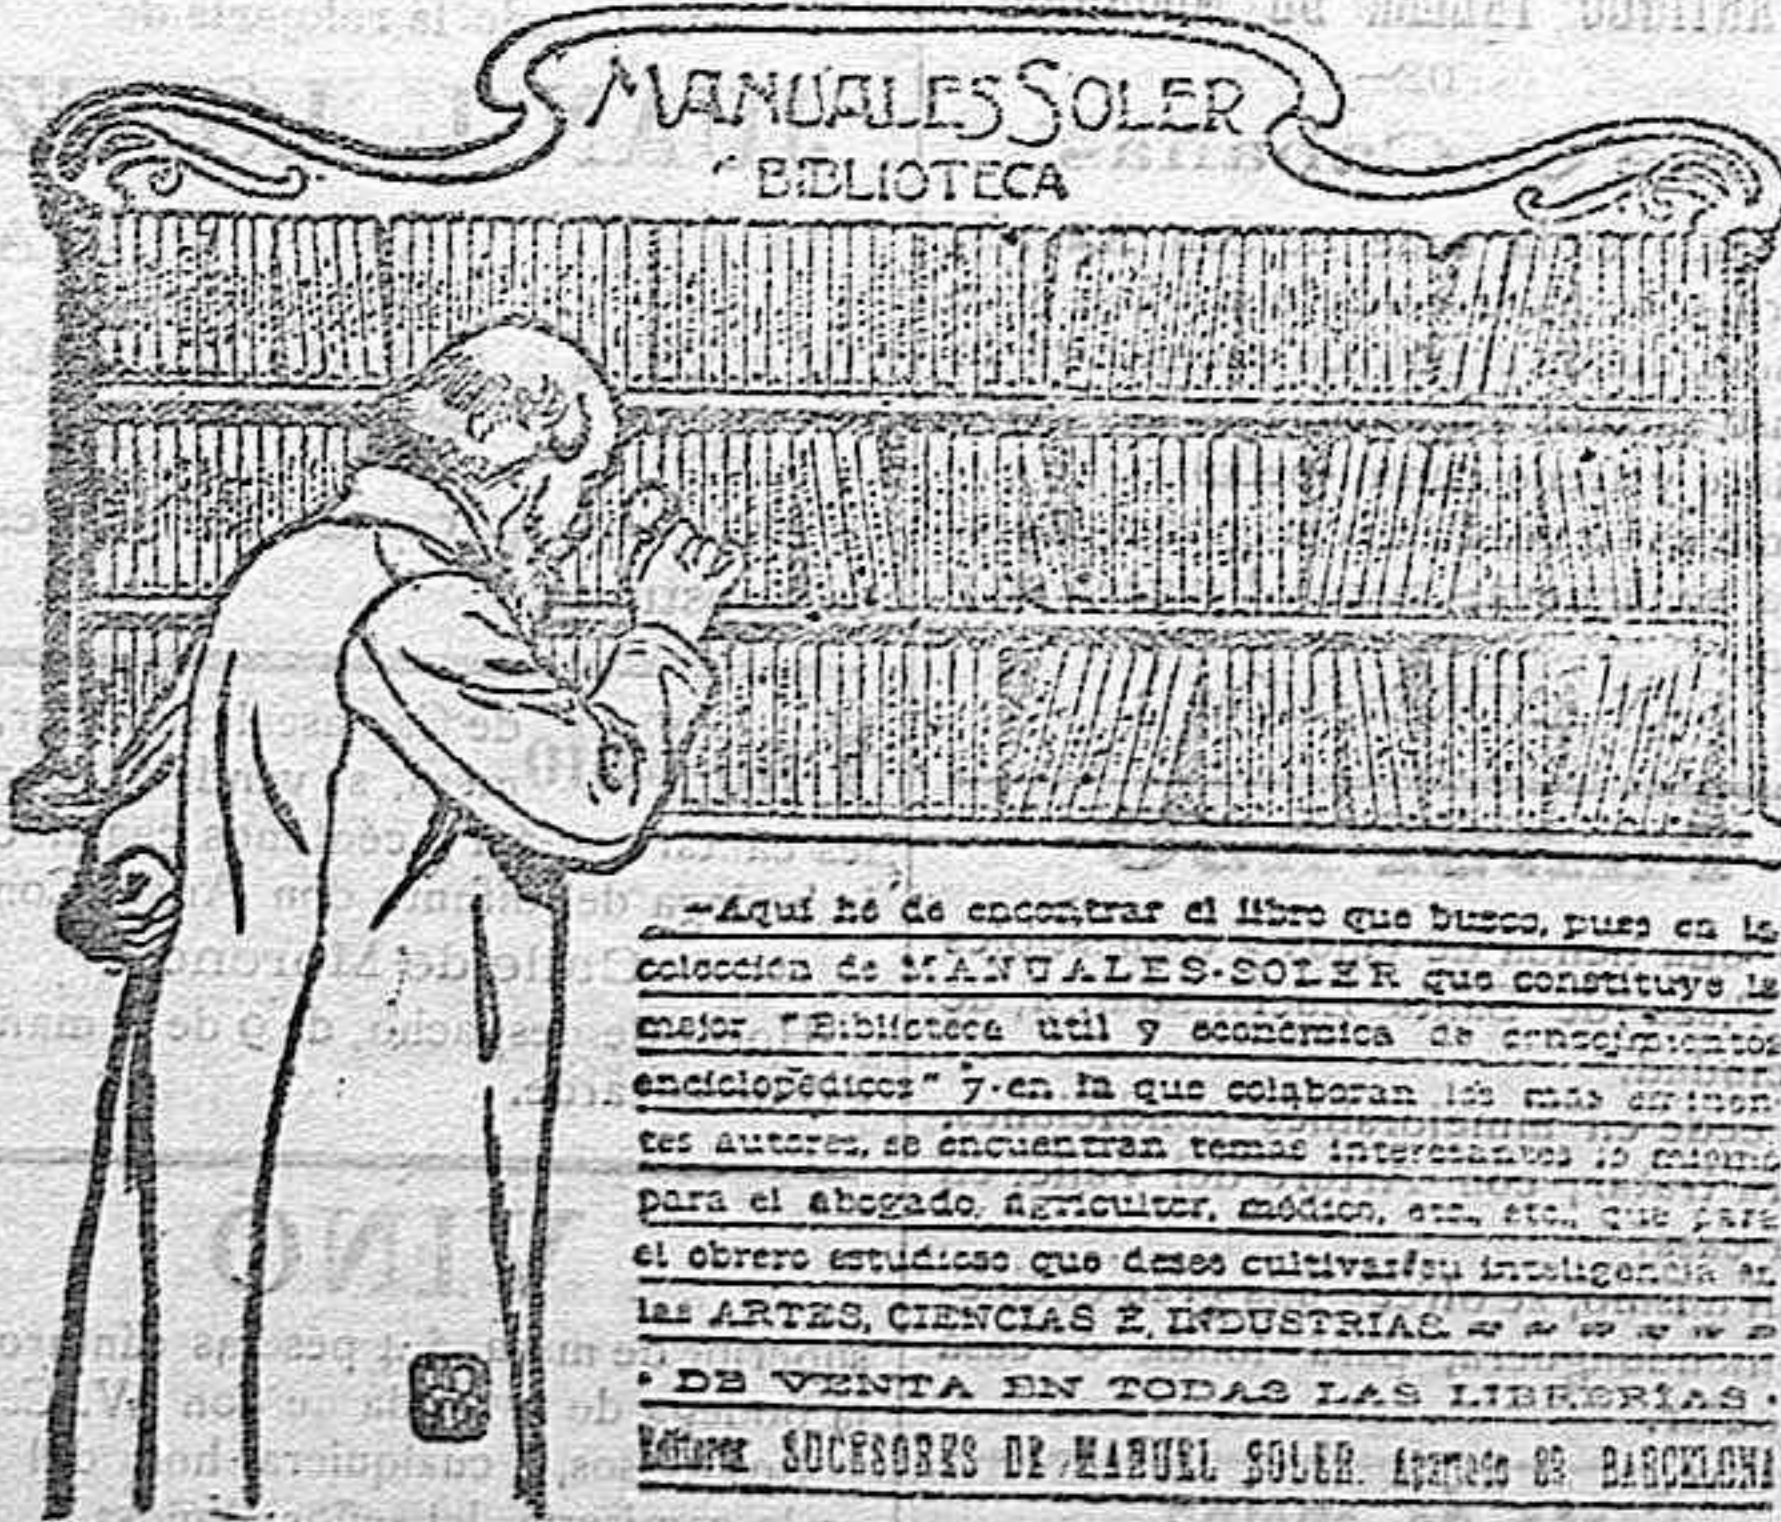 MANUALES SOLER
BIBLIOTECA
—Aquí hé de encontrar el libro que busco, pues en la
colección de MANUALES-SOLER que constituye la
mejor "Biblioteca útil y económica de conocimientos
enciclopédicos" y en la que colaboran los más eminen-
tes autores, se encuentran temas interesantes lo mismo
para el abogado, agricultor, médico, etc., etc., que para
el obrero estudioso que desee cultivar su inteligencia en
las ARTES, CIENCIAS É INDUSTRIAS
· DE VENTA EN TODAS LAS LIBRERÍAS ·
Editores SUCESORES DE MANUEL SOLER. Apartado 89 BARCELONA